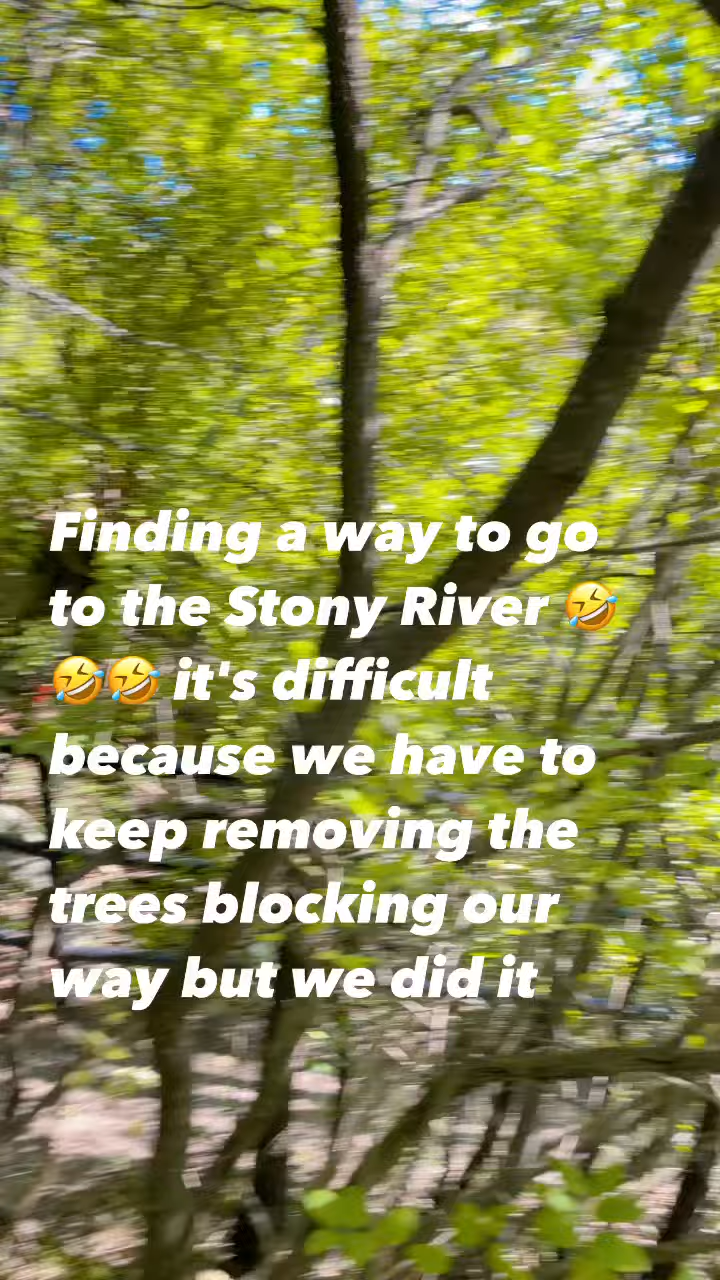 Finding a way to go
to the Stony River 🤣
🤣🤣 it's difficult
because we have to
keep removing the
trees blocking our
way but we did it